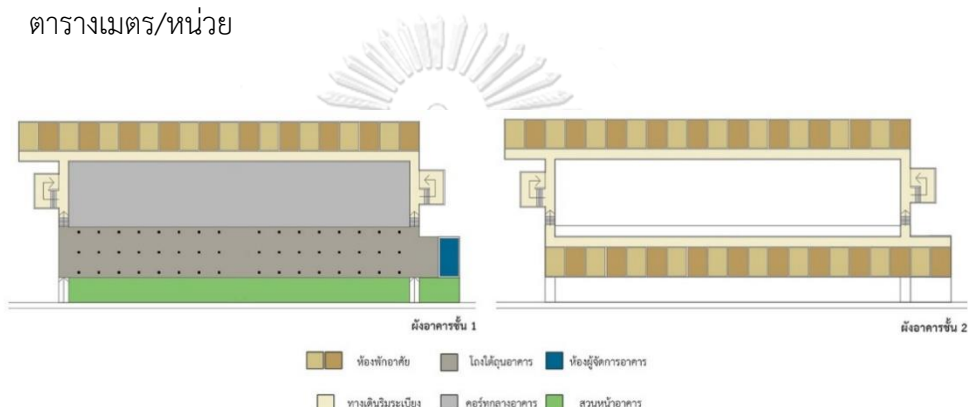 ตารางเมตร/หน่วย
ผังอาคารชั้น 1
ผังอาคารชั้น 2
ห้องพักอาศัย โถงใต้ถุนอาคาร ห้องผู้จัดการอาคาร
ทางเดินริมระเบียง คอร์ทกลางอาคาร สวนหน้าอาคาร